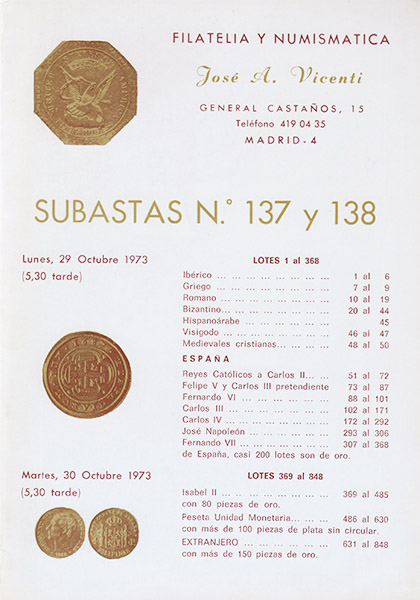 FILATELIA Y NUMISMATICA
José A. Vicenti
GENERAL CASTAÑOS, 15
Teléfono 419 04 35
MADRID-4
SUBASTAS N.° 137 y 138
Lunes, 29 Octubre 1973
(5,30 tarde)
LOTES 1 al 368
Ibérico ... ... ... ... ... ... ... ... 1 al 6
Griego ... ... ... ... ... ... ... ... 7 al 9
Romano ... ... ... ... ... ... ... 10 al 19
Bizantino... ... ... ... ... ... ... 20 al 44
Hispanoárabe ... ... ... ... ... 45
Visigodo ... ... ... ... ... ... ... 46 al 47
Medievales cristianas... ... ... ... 48 al 50
ESPAÑA
Reyes Católicos a Carlos II... ... 51 al 72
Felipe V y Carlos III pretendiente 73 al 87
Fernando VI ... ... ... ... ... ... 88 al 101
Carlos III ... ... ... ... ... ... ... 102 al 171
Carlos IV ... ... ... ... ... ... ... 172 al 292
José Napoleón ... ... ... ... ... 293 al 306
Fernando VII ... ... ... ... ... ... 307 al 368
de España, casi 200 lotes son de oro.
Martes, 30 Octubre 1973
(5,30 tarde)
LOTES 369 al 848
Isabel II ... .. ... ... ... ... ... ... 369 al 485
con 80 piezas de oro.
Peseta Unidad Monetaria... ... ... 486 al 630
con más de 100 piezas de plata sin circular.
EXTRANJERO ... ... ... ... ... ... 631 al 848
con más de 150 piezas de oro.